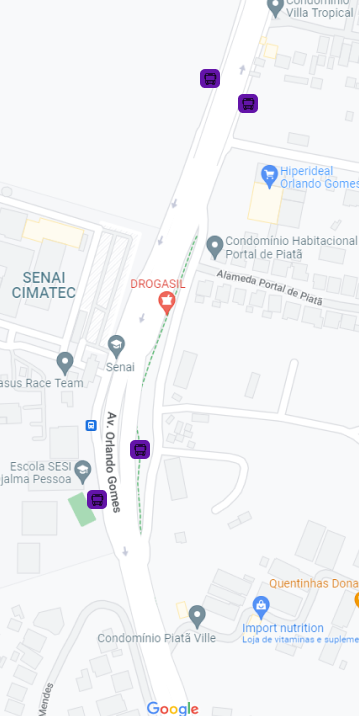 Condomínio
Villa Tropical
Hiperideal
Orlando Gomes
Condomínio Habitacional
Portal de Piatã
SENAI
CIMATEC
Alameda Portal de Piatã
DROGASIL
Senai
asus Race Team
Av. Orlando Gomes
Escola SESI
jalma Pessoa
Quentinhas Dona
Import nutrition
Loja de vitaminas e supleme
Condomínio Piatã Ville
Mendes
Google